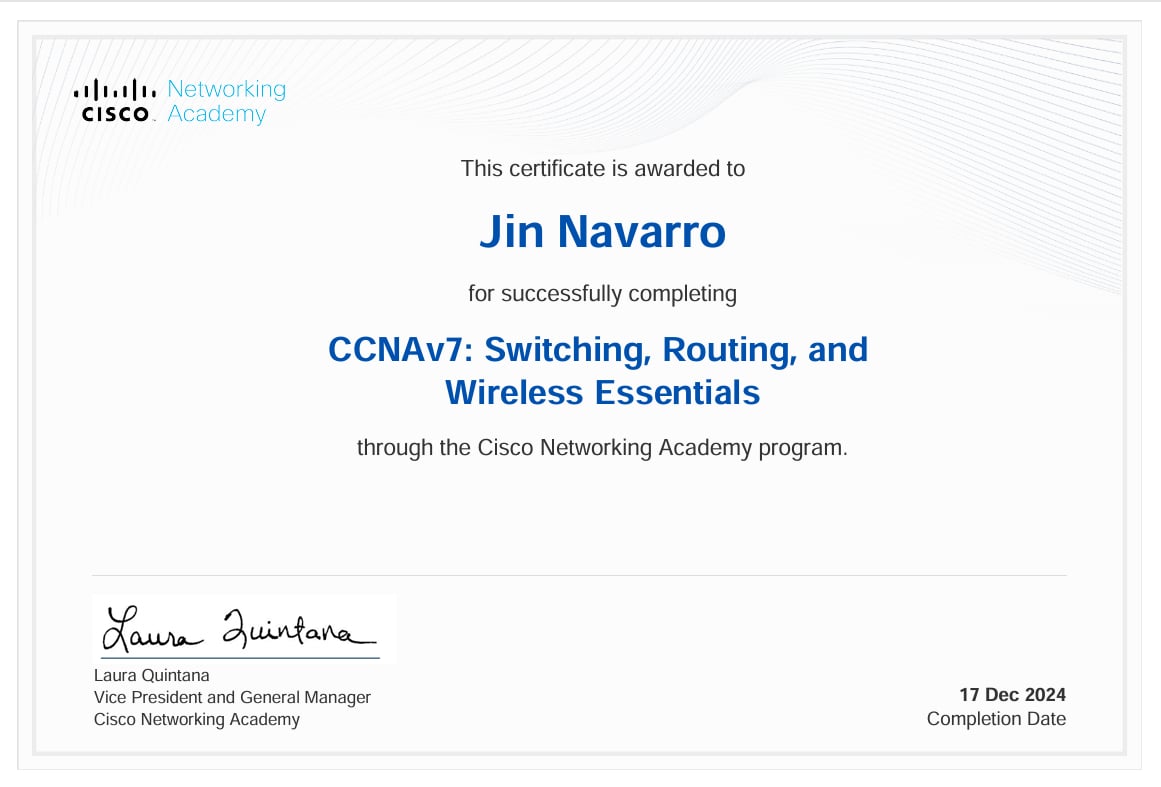 Networking
CISCO Academy
This certificate is awarded to
Jin Navarro
for successfully completing
CCNAv7: Switching, Routing, and
Wireless Essentials
through the Cisco Networking Academy program.
Laura Quintana
Laura Quintana
Vice President and General Manager
Cisco Networking Academy
17 Dec 2024
Completion Date